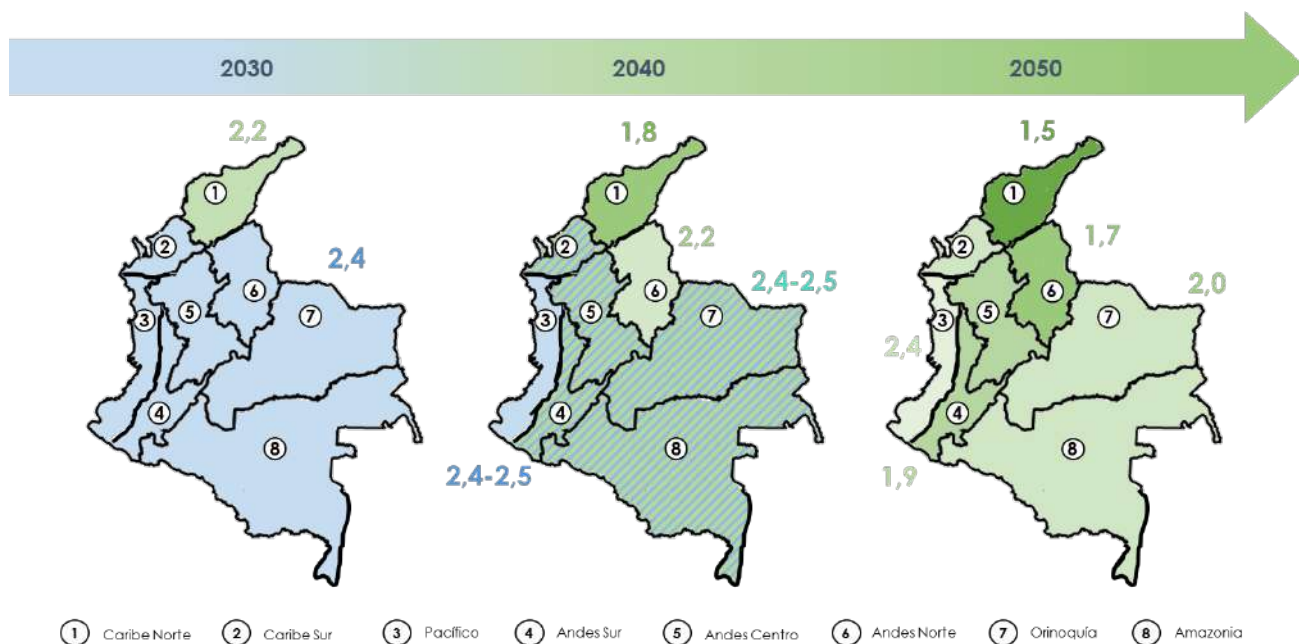 2030 2040 2050
2,2 1,8 1,5
1 1 1
2 2,4 2 2,2 2 1,7
6 2,4-2,5 6 2,0 6
3 5 7 3 5 7 3 5 7
2,4
4 4 4
8 2,4-2,5 8 1,9 8
1 Caribe Norte 2 Caribe Sur 3 Pacífico 4 Andes Sur 5 Andes Centro 6 Andes Norte 7 Orinoquía 8 Amazonia